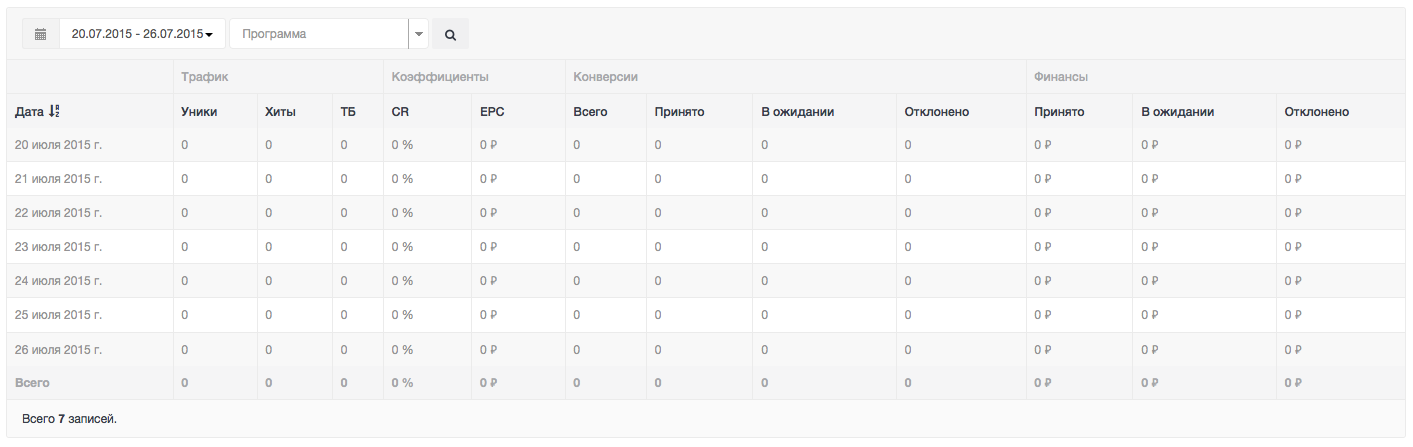 20.07.2015 - 26.07.2015 Программа
Трафик Коэффициенты Конверсии Финансы
Дата Уники Хиты ТБ CR EPC Всего Принято В ожидании Отклонено Принято В ожидании Отклонено
20 июля 2015 г. 0 0 0 0 % 0 ₽ 0 0 0 0 0 ₽ 0 ₽ 0 ₽
21 июля 2015 г. 0 0 0 0 % 0 ₽ 0 0 0 0 0 ₽ 0 ₽ 0 ₽
22 июля 2015 г. 0 0 0 0 % 0 ₽ 0 0 0 0 0 ₽ 0 ₽ 0 ₽
23 июля 2015 г. 0 0 0 0 % 0 ₽ 0 0 0 0 0 ₽ 0 ₽ 0 ₽
24 июля 2015 г. 0 0 0 0 % 0 ₽ 0 0 0 0 0 ₽ 0 ₽ 0 ₽
25 июля 2015 г. 0 0 0 0 % 0 ₽ 0 0 0 0 0 ₽ 0 ₽ 0 ₽
26 июля 2015 г. 0 0 0 0 % 0 ₽ 0 0 0 0 0 ₽ 0 ₽ 0 ₽
Всего 0 0 0 0 % 0 ₽ 0 0 0 0 0 ₽ 0 ₽ 0 ₽
Всего 7 записей.